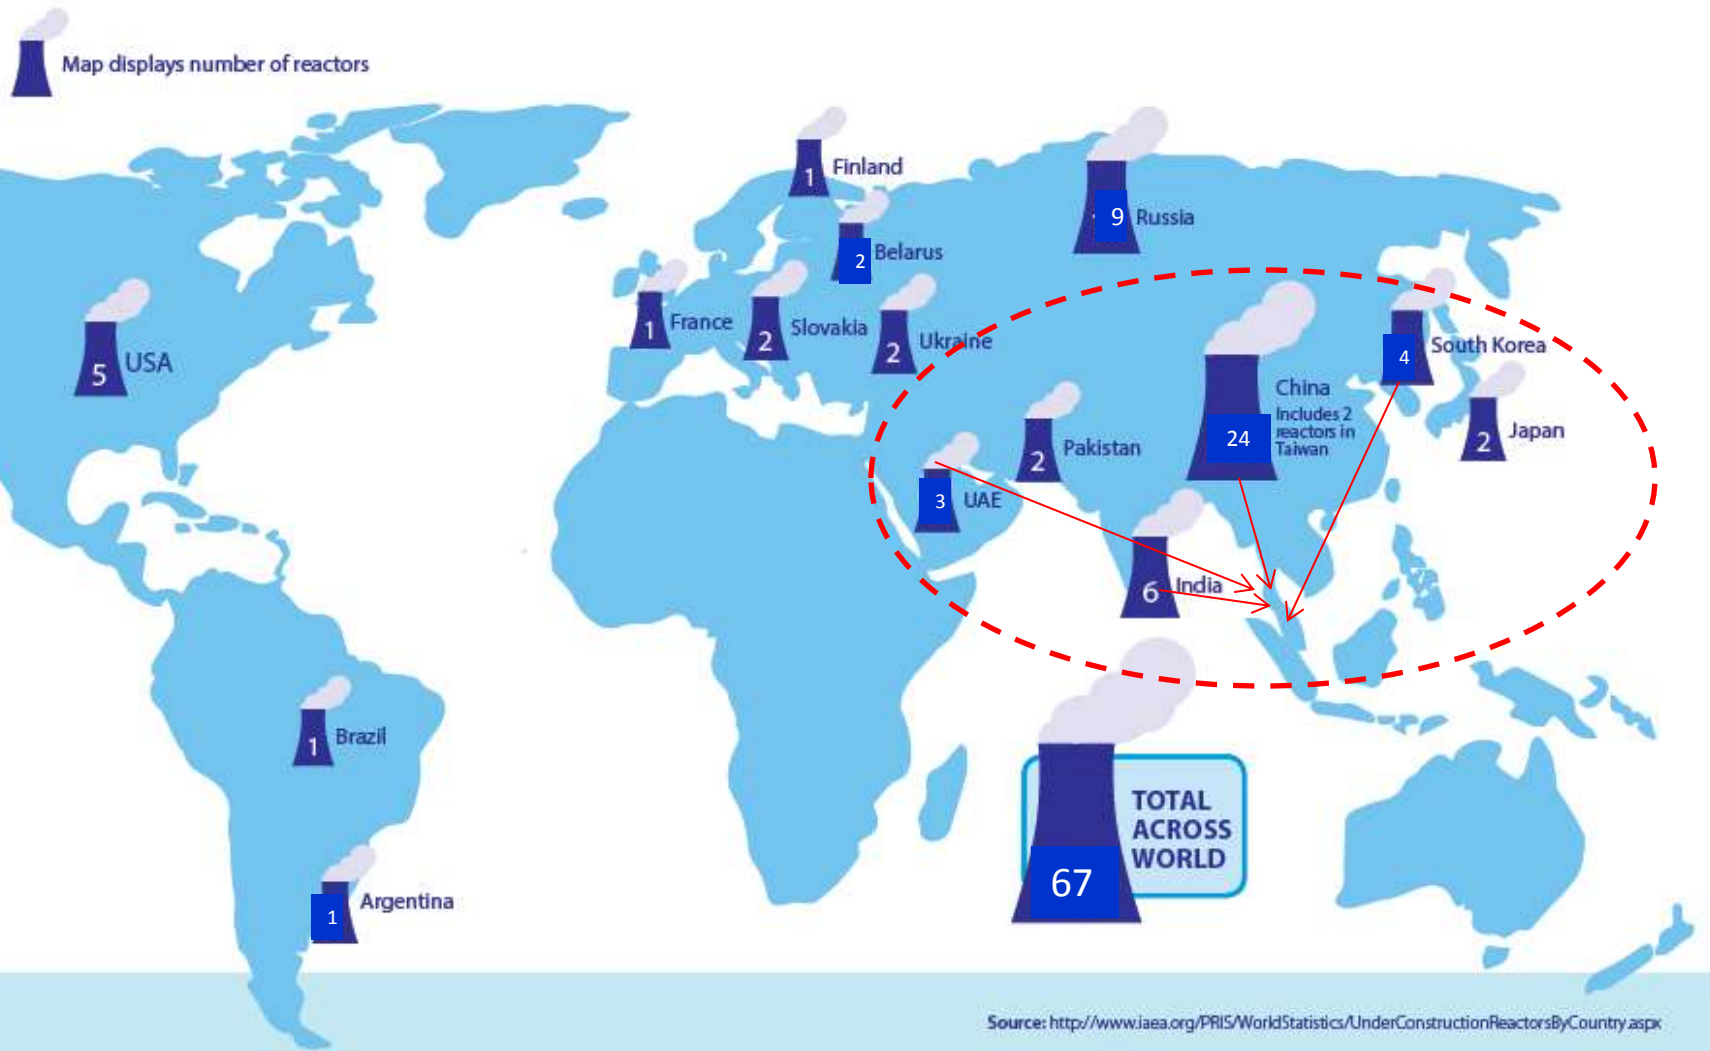 Map displays number of reactors
1
Finland
9
Russia
2
Belarus
5
USA
1
France
2
Slovakia
2
Ukraine
24
China
Includes 2
reactors in
Taiwan
4
South Korea
2
Japan
2
Pakistan
3
UAE
6
India
1
Brazil
1
Argentina
67
TOTAL
ACROSS
WORLD
Source: http://www.iaea.org/PRIS/WorldStatistics/UnderConstructionReactorsByCountry.aspx